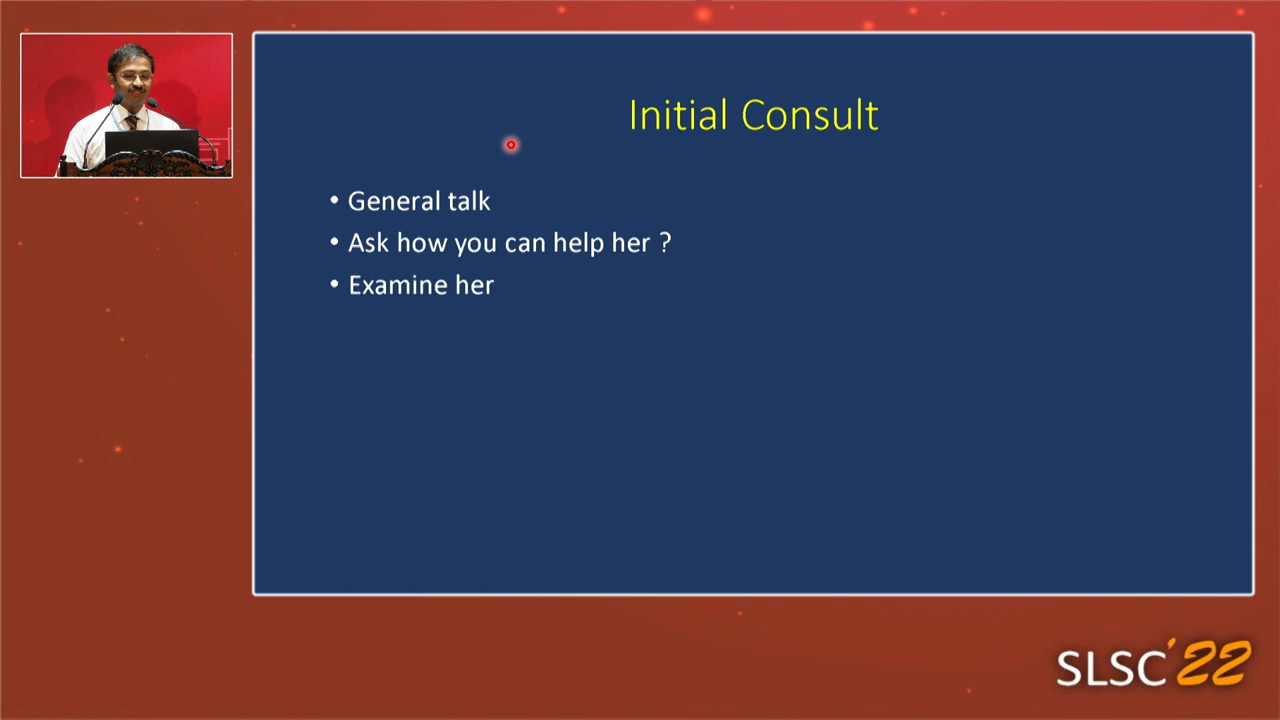 Initial Consult
• General talk
• Ask how you can help her ?
• Examine her
SLSC'22